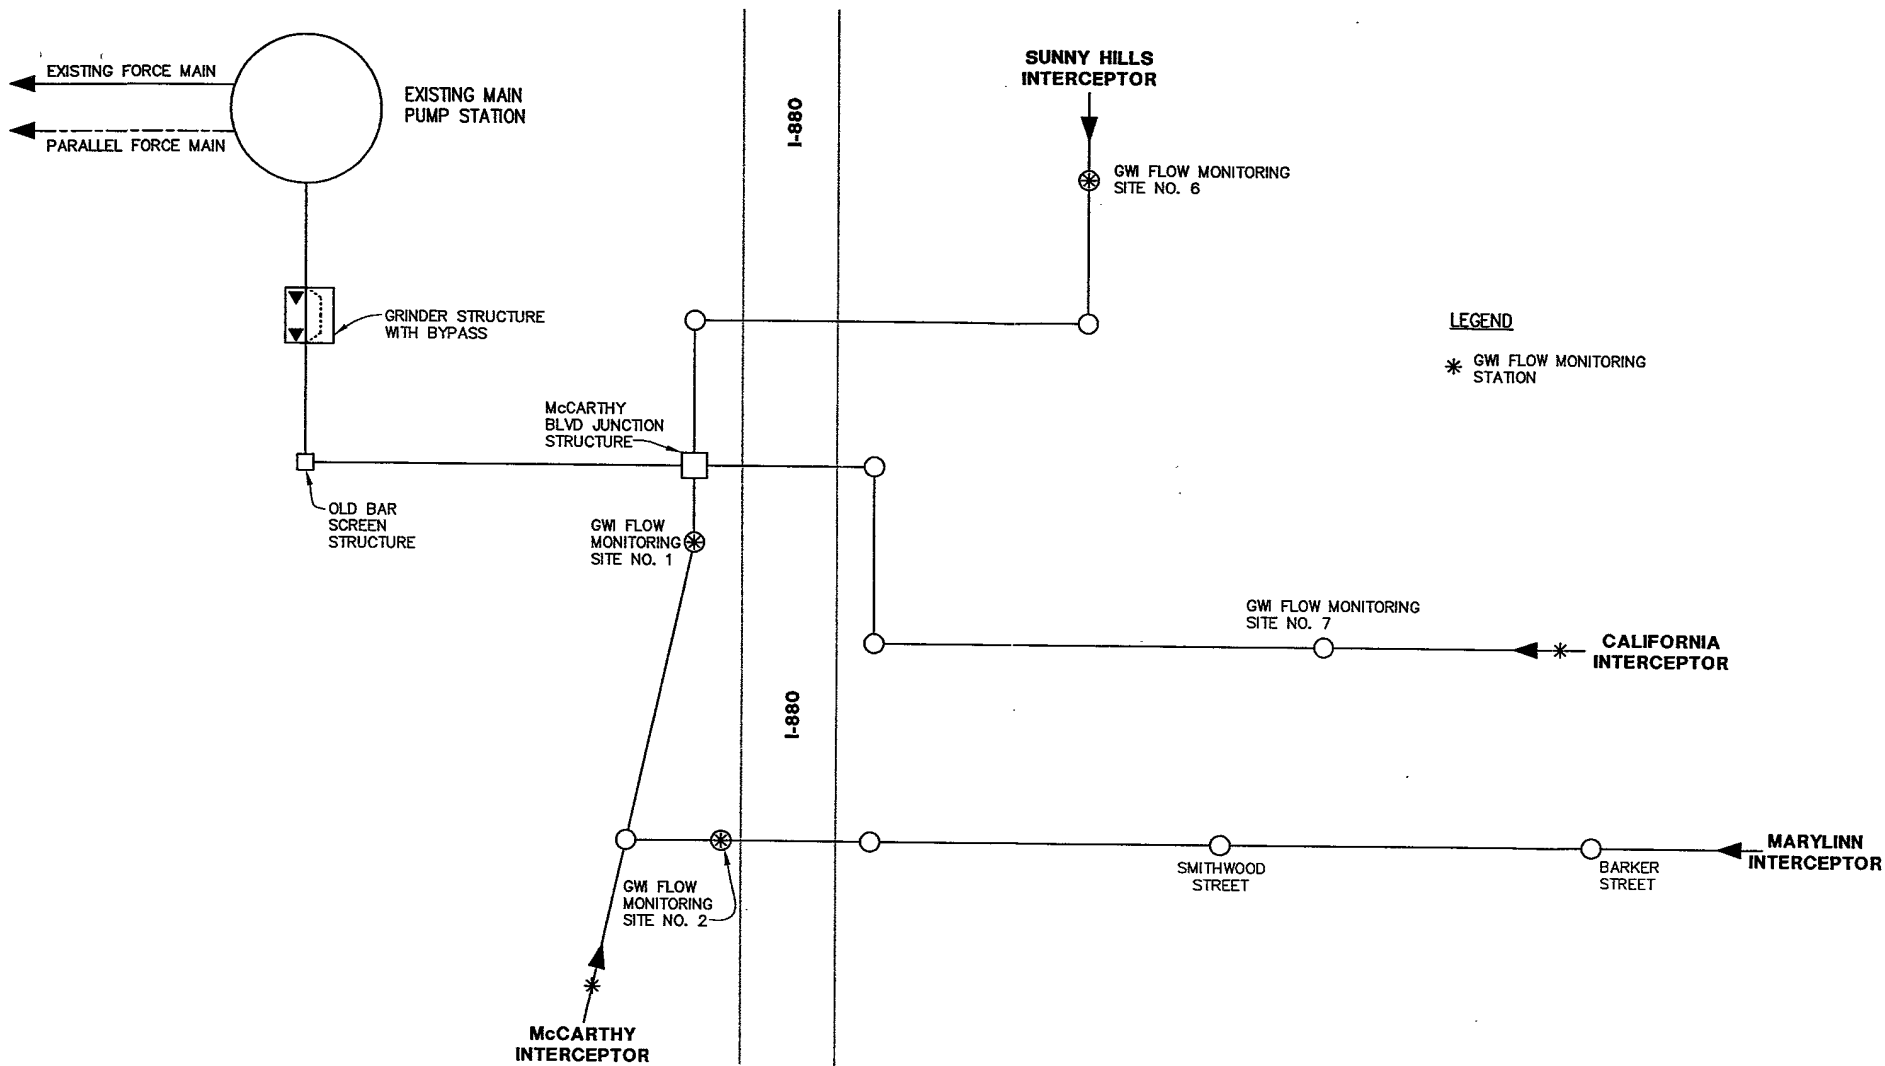 EXISTING FORCE MAIN
PARALLEL FORCE MAIN
EXISTING MAIN
PUMP STATION
I-880
SUNNY HILLS
INTERCEPTOR
GWI FLOW MONITORING
SITE NO. 6
GRINDER STRUCTURE
WITH BYPASS
LEGEND
GWI FLOW MONITORING
STATION
McCARTHY
BLVD JUNCTION
STRUCTURE
OLD BAR
SCREEN
STRUCTURE
GWI FLOW
MONITORING
SITE NO. 1
GWI FLOW MONITORING
SITE NO. 7
CALIFORNIA
INTERCEPTOR
I-880
SMITHWOOD
STREET
BARKER
STREET
MARYLINN
INTERCEPTOR
GWI FLOW
MONITORING
SITE NO. 2
McCARTHY
INTERCEPTOR